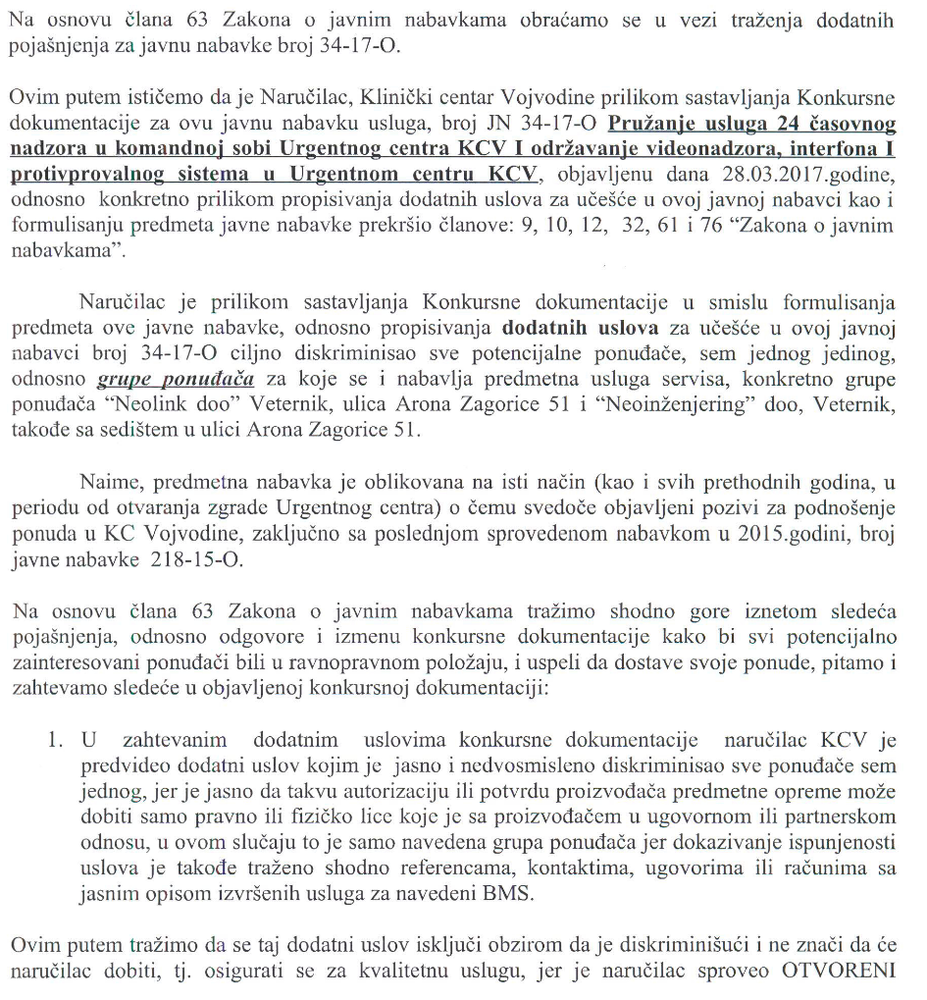 Na osnovu člana 63 Zakona o javnim nabavkama obraćamo se u vezi traženja dodatnih
pojašnjenja za javnu nabavke broj 34-17-O.
Ovim putem ističemo da je Naručilac, Klinički centar Vojvodine prilikom sastavljanja Konkursne
dokumentacije za ovu javnu nabavku usluga, broj JN 34-17-O Pružanje usluga 24 časovnog
nadzora u komandnoj sobi Urgentnog centra KCV I održavanje videonadzora, interfona I
protivprovalnog sistema u Urgentnom centru KCV, objavljenu dana 28.03.2017.godine,
odnosno konkretno prilikom propisivanja dodatnih uslova za učešće u ovoj javnoj nabavci kao i
formulisanju predmeta javne nabavke prekršio članove: 9, 10, 12, 32, 61 i 76 “Zakona o javnim
nabavkama”.
Naručilac je prilikom sastavljanja Konkursne dokumentacije u smislu formulisanja
predmeta ove javne nabavke, odnosno propisivanja dodatnih uslova za učešće u ovoj javnoj
nabavci broj 34-17-O ciljno diskriminisao sve potencijalne ponuđače, sem jednog jedinog,
odnosno grupe ponuđača za koje se i nabavlja predmetna usluga servisa, konkretno grupe
ponuđača “Neolink doo” Veternik, ulica Arona Zagorice 51 i “Neoinženjering” doo, Veternik,
takođe sa sedištem u ulici Arona Zagorice 51.
Naime, predmetna nabavka je oblikovana na isti način (kao i svih prethodnih godina, u
periodu od otvaranja zgrade Urgentnog centra) o čemu svedoče objavljeni pozivi za podnošenje
ponuda u KC Vojvodine, zaključno sa poslednjom sprovedenom nabavkom u 2015.godini, broj
javne nabavke 218-15-O.
Na osnovu člana 63 Zakona o javnim nabavkama tražimo shodno gore iznetom sledeća
pojašnjenja, odnosno odgovore i izmenu konkursne dokumentacije kako bi svi potencijalno
zainteresovani ponuđači bili u ravnopravnom položaju, i uspeli da dostave svoje ponude, pitamo i
zahtevamo sledeće u objavljenoj konkursnoj dokumentaciji:
1. U zahtevanim dodatnim uslovima konkursne dokumentacije naručilac KCV je
predvideo dodatni uslov kojim je jasno i nedvosmisleno diskriminisao sve ponuđače sem
jednog, jer je jasno da takvu autorizaciju ili potvrdu proizvođača predmetne opreme može
dobiti samo pravno ili fizičko lice koje je sa proizvođačem u ugovornom ili partnerskom
odnosu, u ovom slučaju to je samo navedena grupa ponuđača jer dokazivanje ispunjenosti
uslova je takođe traženo shodno referencama, kontaktima, ugovorima ili računima sa
jasnim opisom izvršenih usluga za navedeni BMS.
Ovim putem tražimo da se taj dodatni uslov isključi obzirom da je diskriminišući i ne znači da će
naručilac dobiti, tj. osigurati se za kvalitetnu uslugu, jer je naručilac sproveo OTVORENI